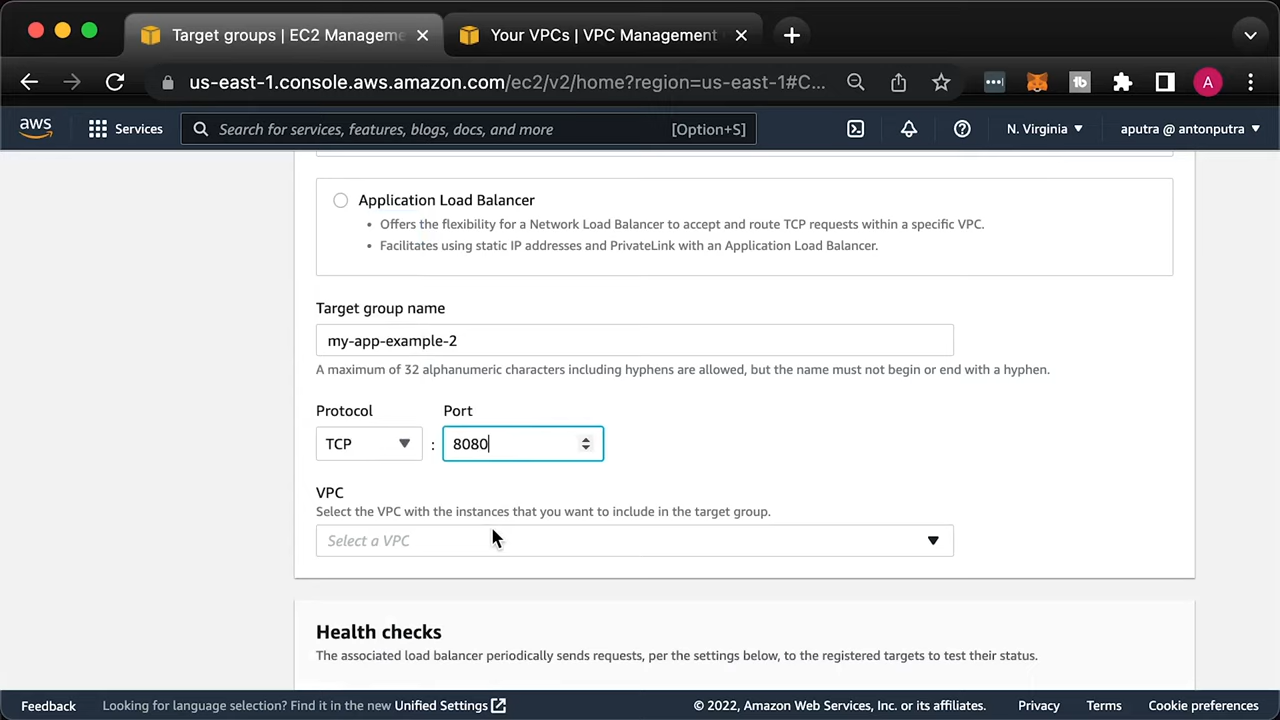 Target groups | EC2 Manageme
Your VPCs | VPC Management
us-east-1.console.aws.amazon.com/ec2/v2/home?region=us-east-1#C...
A
aws
Services
Search for services, features, blogs, docs, and more
[Option+S]
N. Virginia
aputra @ antonputra
Application Load Balancer
• Offers the flexibility for a Network Load Balancer to accept and route TCP requests within a specific VPC.
• Facilitates using static IP addresses and PrivateLink with an Application Load Balancer.
Target group name
my-app-example-2
A maximum of 32 alphanumeric characters including hyphens are allowed, but the name must not begin or end with a hyphen.
Protocol
Port
TCP
:
8080
VPC
Select the VPC with the instances that you want to include in the target group.
Select a VPC
Health checks
The associated load balancer periodically sends requests, per the settings below, to the registered targets to test their status.
Feedback
Looking for language selection? Find it in the new Unified Settings
© 2022, Amazon Web Services, Inc. or its affiliates.
Privacy
Terms
Cookie preferences